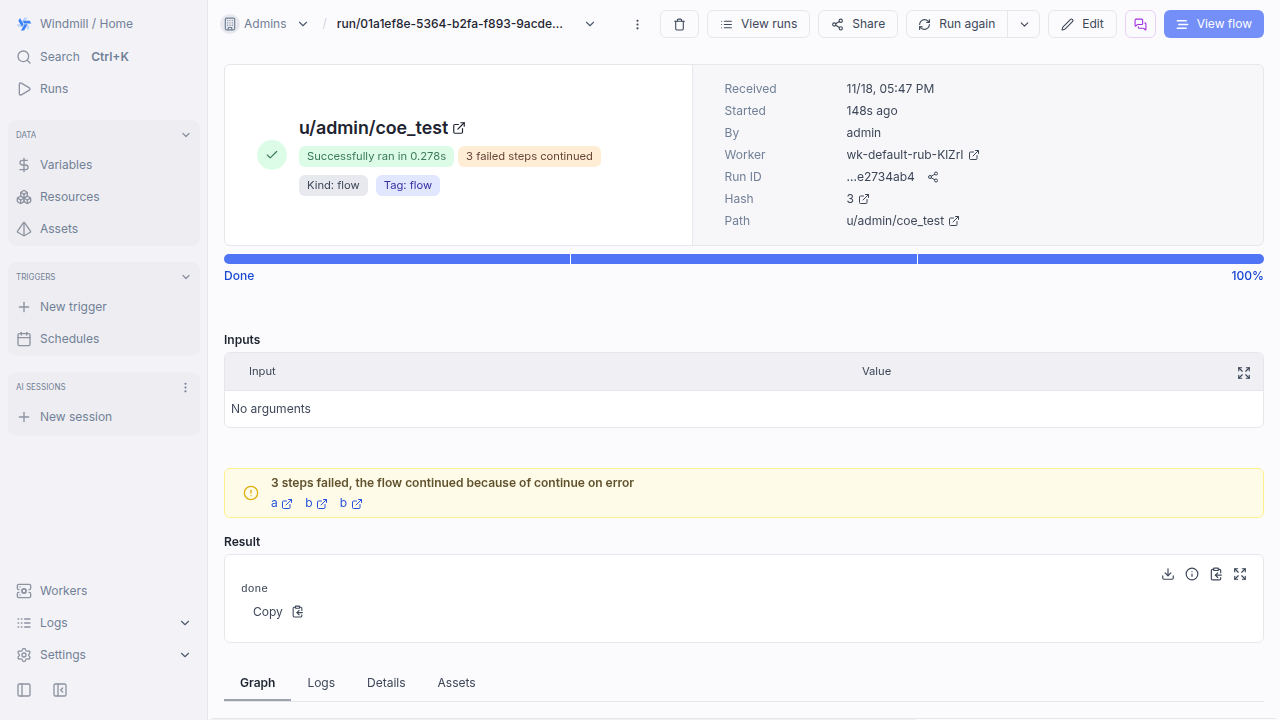 Windmill / Home
Search Ctrl+K
Runs
DATA
Variables
Resources
Assets
TRIGGERS
New trigger
Schedules
AI SESSIONS
New session
Workers
Logs
Settings
Admins / run/01a1ef8e-5364-b2fa-f893-9acde...
View runs
Share
Run again
Edit
View flow
u/admin/coe_test
Successfully ran in 0.278s
3 failed steps continued
Kind: flow
Tag: flow
Received 11/18, 05:47 PM
Started 148s ago
By admin
Worker wk-default-rub-KlZrl
Run ID ...e2734ab4
Hash 3
Path u/admin/coe_test
Done 100%
Inputs
Input Value
No arguments
3 steps failed, the flow continued because of continue on error
a b b
Result
done
Copy
Graph Logs Details Assets